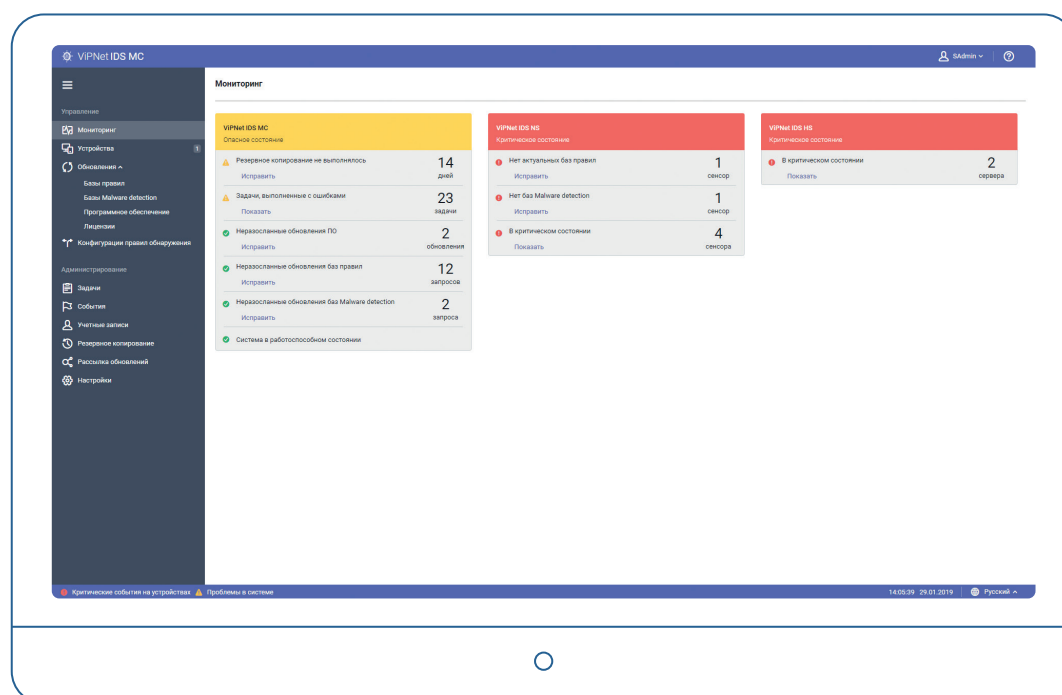 ViPNet IDS MC
SAdmin
Мониторинг
Управление
Мониторинг
Устройства 1
Обновления
Базы правил
Базы Malware detection
Программное обеспечение
Лицензии
Конфигурации правил обнаружения
Администрирование
Задачи
События
Учетные записи
Резервное копирование
Рассылка обновлений
Настройки
ViPNet IDS MC
Опасное состояние
Резервное копирование не выполнялось 14
Исправить дней
Задачи, выполненные с ошибками 23
Показать задачи
Неразосланные обновления ПО 2
Исправить обновления
Неразосланные обновления баз правил 12
Исправить запросов
Неразосланные обновления баз Malware detection 2
Исправить запроса
Система в работоспособном состоянии
ViPNet IDS NS
Критическое состояние
Нет актуальных баз правил 1
Исправить сенсор
Нет баз Malware detection 1
Исправить сенсор
В критическом состоянии 4
Показать сенсора
ViPNet IDS HS
Критическое состояние
В критическом состоянии 2
Показать сервера
Критические события на устройствах Проблемы в системе
14:05:39 29.01.2019 Русский